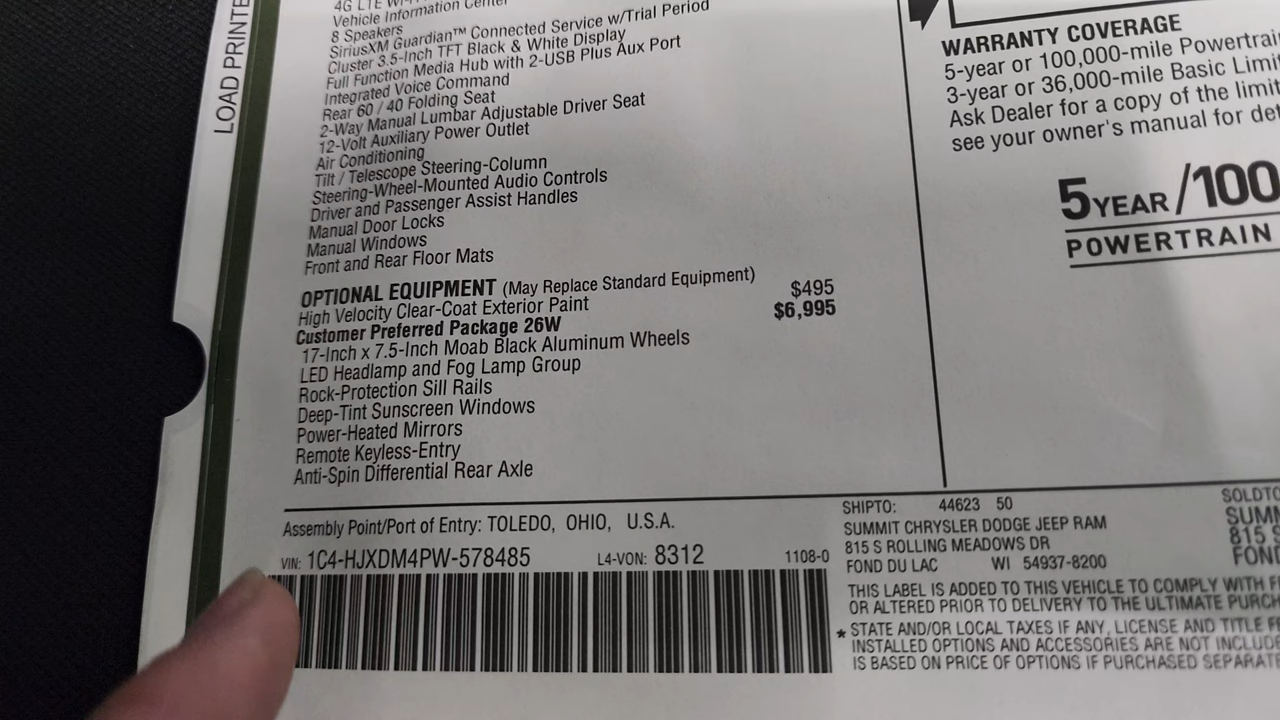 LOAD PRINTE
4G LTE Wi-Fi
Vehicle Information Center
8 Speakers
SiriusXM Guardian™ Connected Service w/Trial Period
Cluster 3.5-Inch TFT Black & White Display
Full Function Media Hub with 2-USB Plus Aux Port
Integrated Voice Command
Rear 60 / 40 Folding Seat
2-Way Manual Lumbar Adjustable Driver Seat
12-Volt Auxiliary Power Outlet
Air Conditioning
Tilt / Telescope Steering-Column
Steering-Wheel-Mounted Audio Controls
Driver and Passenger Assist Handles
Manual Door Locks
Manual Windows
Front and Rear Floor Mats
OPTIONAL EQUIPMENT (May Replace Standard Equipment)
High Velocity Clear-Coat Exterior Paint $495
Customer Preferred Package 26W $6,995
17-Inch x 7.5-Inch Moab Black Aluminum Wheels
LED Headlamp and Fog Lamp Group
Rock-Protection Sill Rails
Deep-Tint Sunscreen Windows
Power-Heated Mirrors
Remote Keyless-Entry
Anti-Spin Differential Rear Axle
WARRANTY COVERAGE
5-year or 100,000-mile Powertrai
3-year or 36,000-mile Basic Limi
Ask Dealer for a copy of the limit
see your owner's manual for det
5 YEAR /100
POWERTRAIN
Assembly Point/Port of Entry: TOLEDO, OHIO, U.S.A.
VIN: 1C4-HJXDM4PW-578485 L4-VON: 8312 1108-0
SHIPTO: 44623 50
SUMMIT CHRYSLER DODGE JEEP RAM
815 S ROLLING MEADOWS DR
FOND DU LAC WI 54937-8200
SOLDTO
SUMM
815 S
FOND
THIS LABEL IS ADDED TO THIS VEHICLE TO COMPLY WITH F
OR ALTERED PRIOR TO DELIVERY TO THE ULTIMATE PURCH
* STATE AND/OR LOCAL TAXES IF ANY, LICENSE AND TITLE F
INSTALLED OPTIONS AND ACCESSORIES ARE NOT INCLUDE
IS BASED ON PRICE OF OPTIONS IF PURCHASED SEPARATE